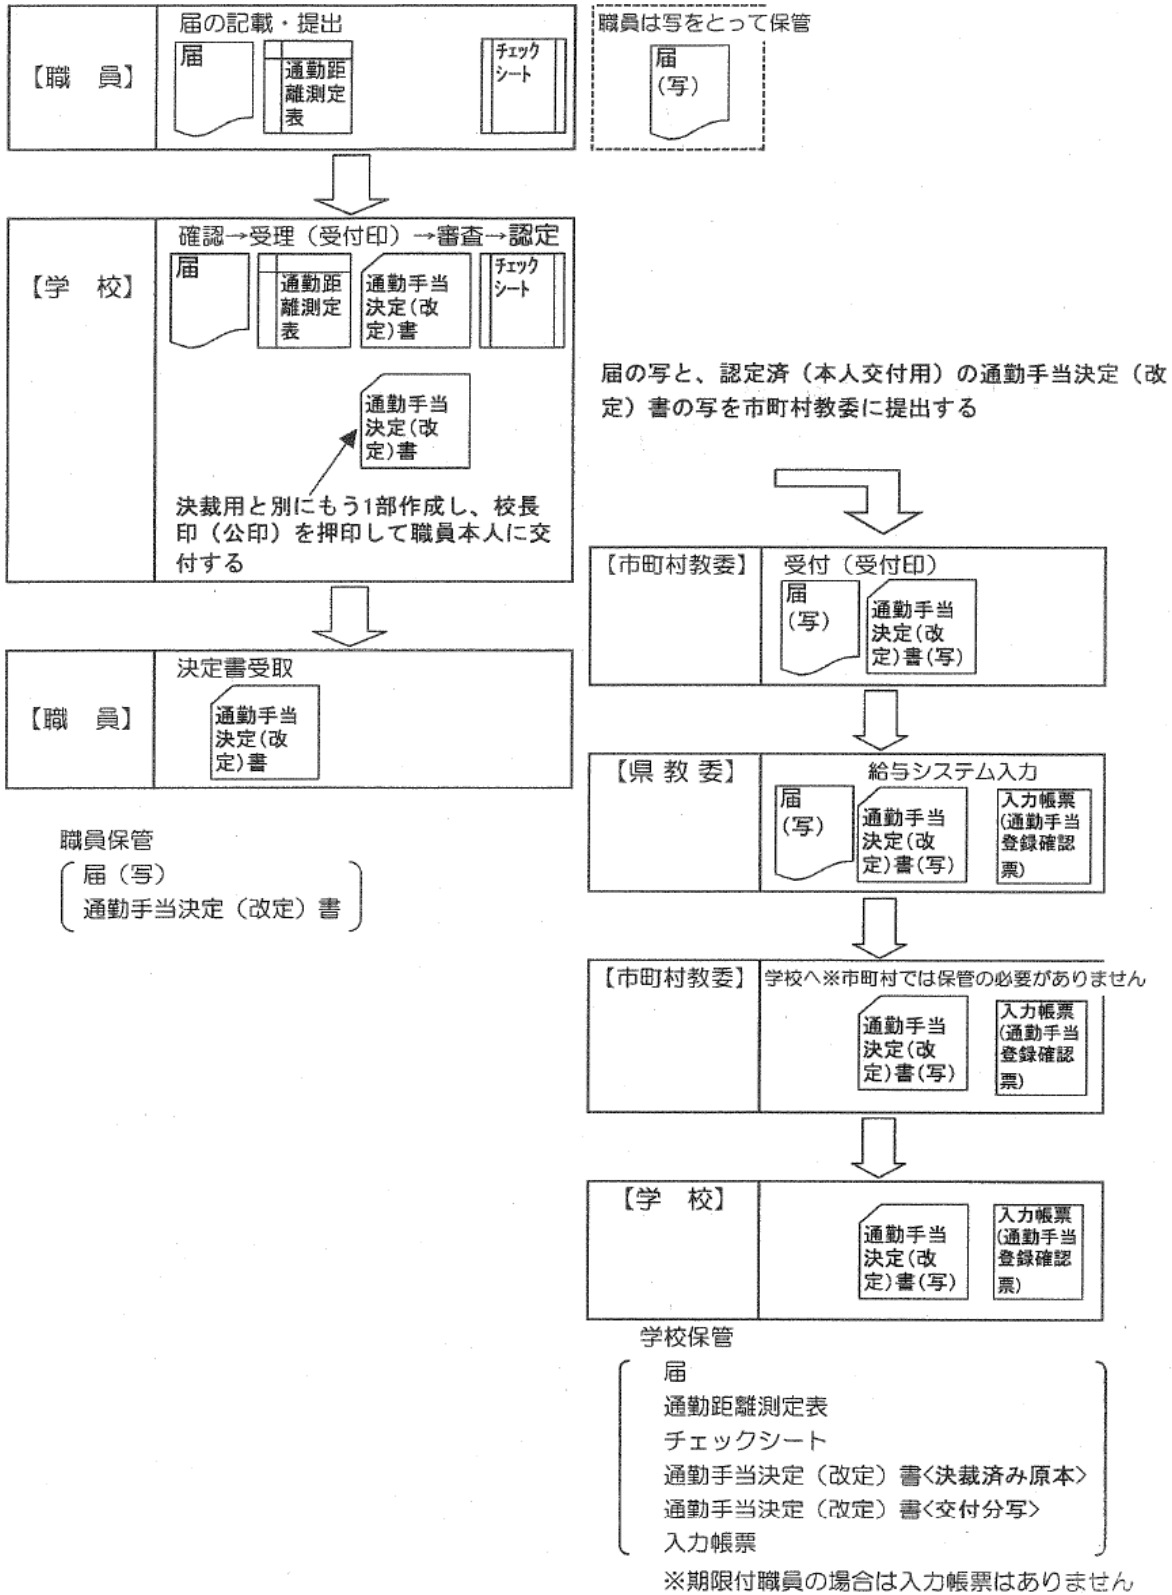 届の記載・提出
【職　員】
届
通勤距
離測定
表
チェック
シート
職員は写をとって保管
届
(写)
【学　校】
確認→受理（受付印）→審査→認定
届
通勤距
離測定
表
通勤手当
決定(改
定)書
チェック
シート
通勤手当
決定(改
定)書
決裁用と別にもう1部作成し、校長
印（公印）を押印して職員本人に交
付する
【職　員】
決定書受取
通勤手当
決定(改
定)書
職員保管
届（写）
通勤手当決定（改定）書
届の写と、認定済（本人交付用）の通勤手当決定（改
定）書の写を市町村教委に提出する
【市町村教委】
受付（受付印）
届
(写)
通勤手当
決定(改
定)書(写)
【県 教 委】
給与システム入力
届
(写)
通勤手当
決定(改
定)書(写)
入力帳票
(通勤手当
登録確認
票)
【市町村教委】
学校へ※市町村では保管の必要がありません
通勤手当
決定(改
定)書(写)
入力帳票
(通勤手当
登録確認
票)
【学　校】
通勤手当
決定(改
定)書(写)
入力帳票
(通勤手当
登録確認
票)
学校保管
届
通勤距離測定表
チェックシート
通勤手当決定（改定）書<決裁済み原本>
通勤手当決定（改定）書<交付分写>
入力帳票
※期限付職員の場合は入力帳票はありません